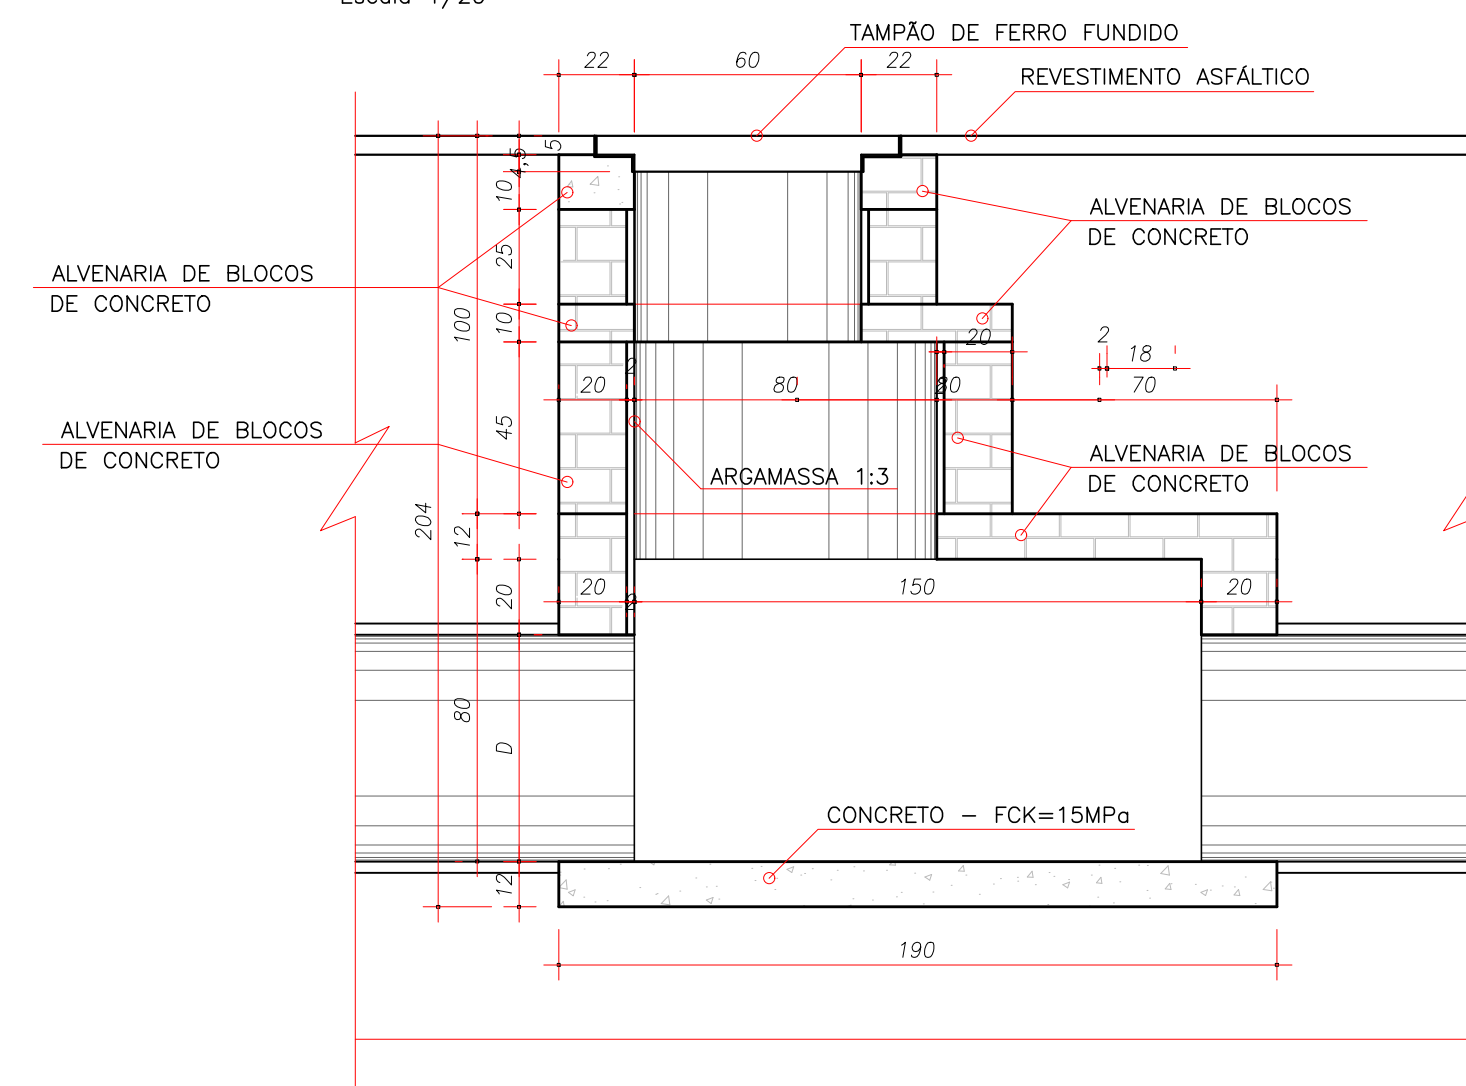 TAMPÃO DE FERRO FUNDIDO
22 60 22
REVESTIMENTO ASFÁLTICO
5
4,5
10
ALVENARIA DE BLOCOS
DE CONCRETO
25
ALVENARIA DE BLOCOS
DE CONCRETO
100
10
20
2
18
20 2 80 80 70
45
ALVENARIA DE BLOCOS
DE CONCRETO
ALVENARIA DE BLOCOS
DE CONCRETO
ARGAMASSA 1:3
204
12
20
20 2 150 20
80
D
CONCRETO – FCK=15MPa
12
190